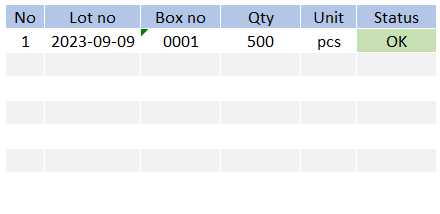 No Lot no Box no Qty Unit Status
1 2023-09-09 0001 500 pcs OK